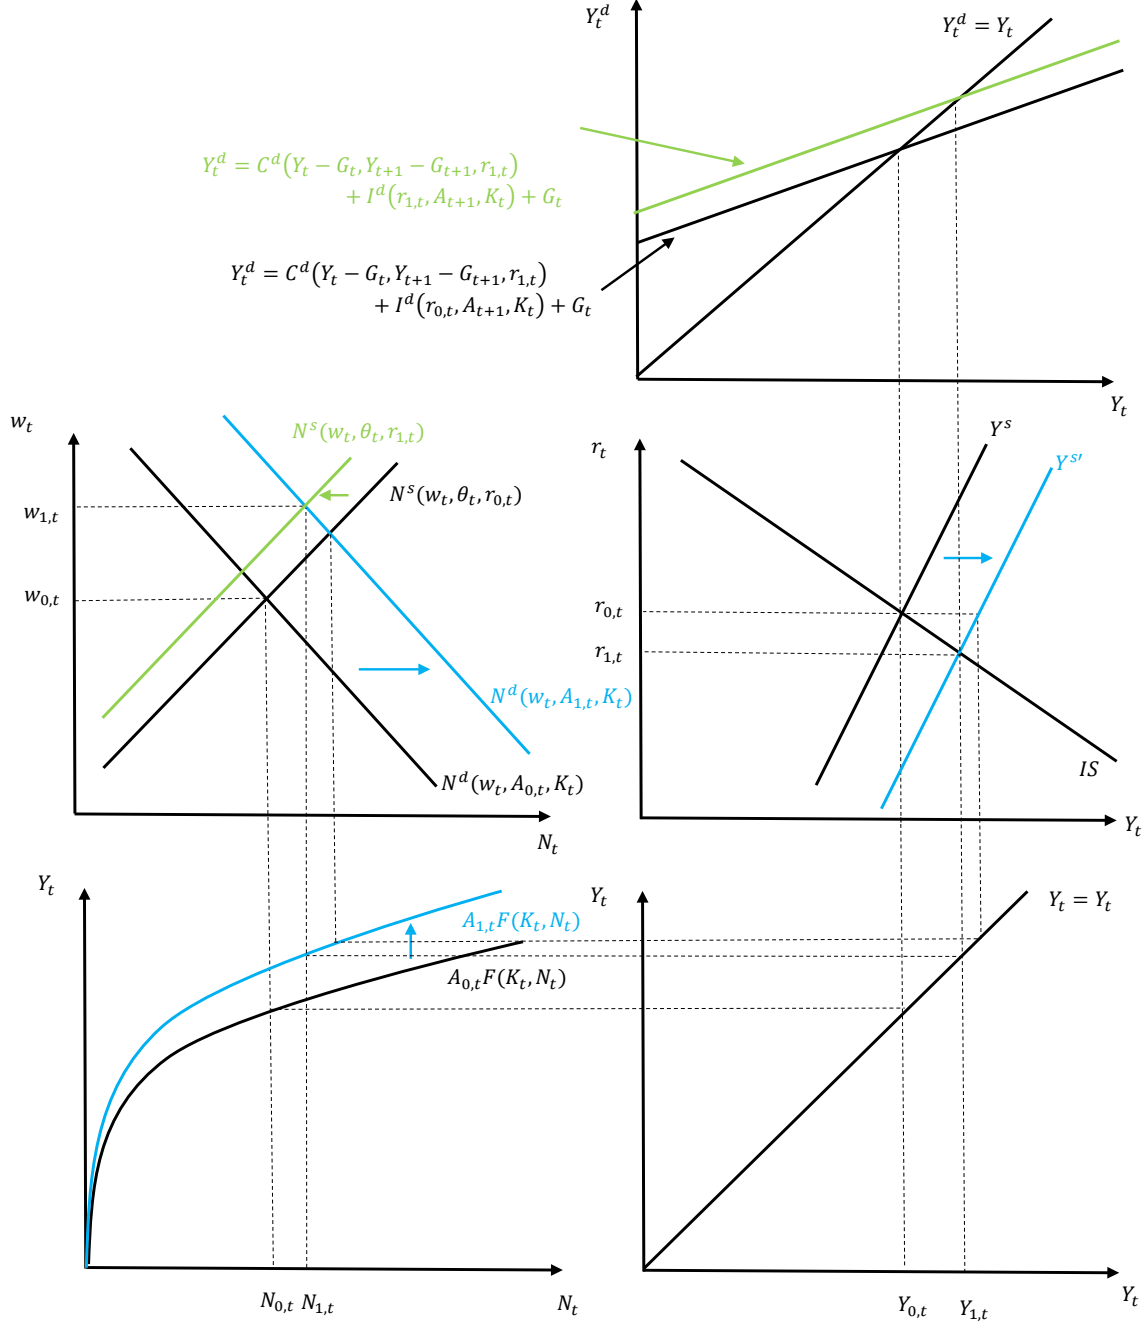 Y_t^d
Y_t^d = Y_t
Y_t^d = C^d(Y_t − G_t, Y_{t+1} − G_{t+1}, r_{1,t})
+ I^d(r_{1,t}, A_{t+1}, K_t) + G_t
Y_t^d = C^d(Y_t − G_t, Y_{t+1} − G_{t+1}, r_{1,t})
+ I^d(r_{0,t}, A_{t+1}, K_t) + G_t
Y_t
w_t
N^s(w_t, θ_t, r_{1,t})
N^s(w_t, θ_t, r_{0,t})
w_{1,t}
w_{0,t}
N^d(w_t, A_{1,t}, K_t)
N^d(w_t, A_{0,t}, K_t)
N_t
r_t
Y^s
Y^{s′}
r_{0,t}
r_{1,t}
IS
Y_t
Y_t
A_{1,t}F(K_t, N_t)
A_{0,t}F(K_t, N_t)
N_{0,t}
N_{1,t}
N_t
Y_t
Y_t = Y_t
Y_{0,t}
Y_{1,t}
Y_t